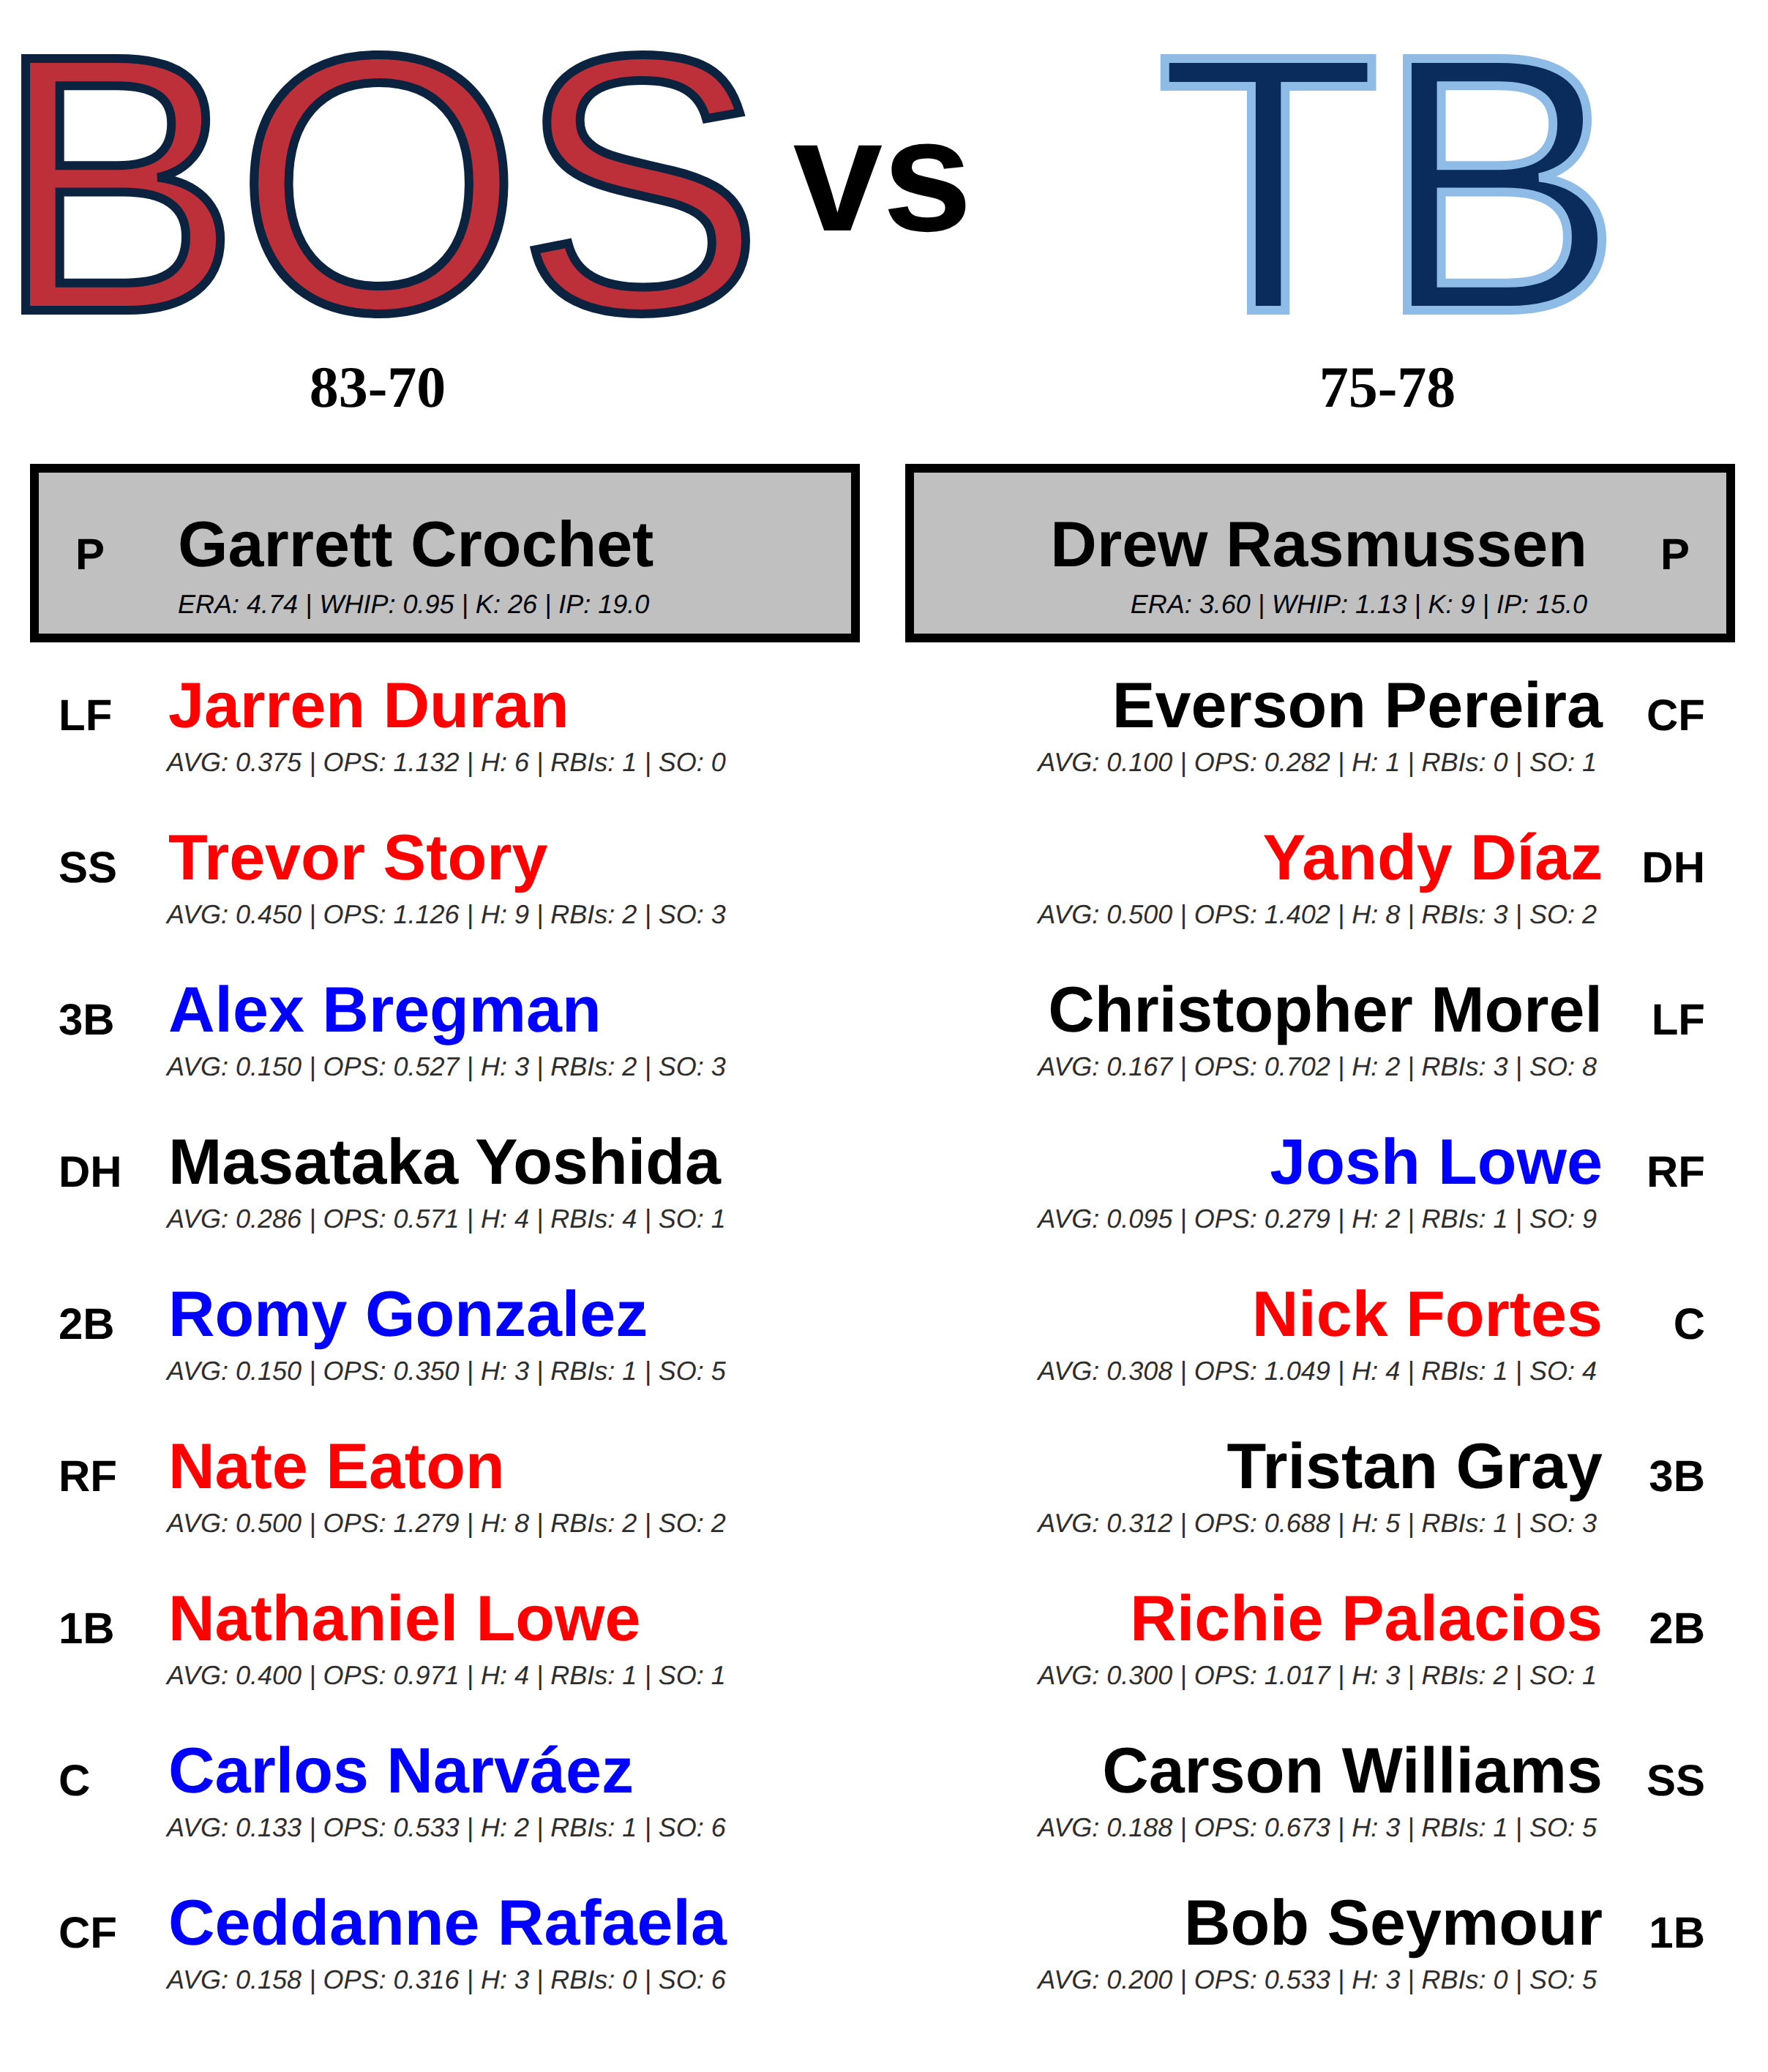 BOS vs TB
83-70 75-78
P Garrett Crochet
ERA: 4.74 | WHIP: 0.95 | K: 26 | IP: 19.0
Drew Rasmussen P
ERA: 3.60 | WHIP: 1.13 | K: 9 | IP: 15.0
LF Jarren Duran
AVG: 0.375 | OPS: 1.132 | H: 6 | RBIs: 1 | SO: 0
SS Trevor Story
AVG: 0.450 | OPS: 1.126 | H: 9 | RBIs: 2 | SO: 3
3B Alex Bregman
AVG: 0.150 | OPS: 0.527 | H: 3 | RBIs: 2 | SO: 3
DH Masataka Yoshida
AVG: 0.286 | OPS: 0.571 | H: 4 | RBIs: 4 | SO: 1
2B Romy Gonzalez
AVG: 0.150 | OPS: 0.350 | H: 3 | RBIs: 1 | SO: 5
RF Nate Eaton
AVG: 0.500 | OPS: 1.279 | H: 8 | RBIs: 2 | SO: 2
1B Nathaniel Lowe
AVG: 0.400 | OPS: 0.971 | H: 4 | RBIs: 1 | SO: 1
C Carlos Narváez
AVG: 0.133 | OPS: 0.533 | H: 2 | RBIs: 1 | SO: 6
CF Ceddanne Rafaela
AVG: 0.158 | OPS: 0.316 | H: 3 | RBIs: 0 | SO: 6
Everson Pereira CF
AVG: 0.100 | OPS: 0.282 | H: 1 | RBIs: 0 | SO: 1
Yandy Díaz DH
AVG: 0.500 | OPS: 1.402 | H: 8 | RBIs: 3 | SO: 2
Christopher Morel LF
AVG: 0.167 | OPS: 0.702 | H: 2 | RBIs: 3 | SO: 8
Josh Lowe RF
AVG: 0.095 | OPS: 0.279 | H: 2 | RBIs: 1 | SO: 9
Nick Fortes C
AVG: 0.308 | OPS: 1.049 | H: 4 | RBIs: 1 | SO: 4
Tristan Gray 3B
AVG: 0.312 | OPS: 0.688 | H: 5 | RBIs: 1 | SO: 3
Richie Palacios 2B
AVG: 0.300 | OPS: 1.017 | H: 3 | RBIs: 2 | SO: 1
Carson Williams SS
AVG: 0.188 | OPS: 0.673 | H: 3 | RBIs: 1 | SO: 5
Bob Seymour 1B
AVG: 0.200 | OPS: 0.533 | H: 3 | RBIs: 0 | SO: 5